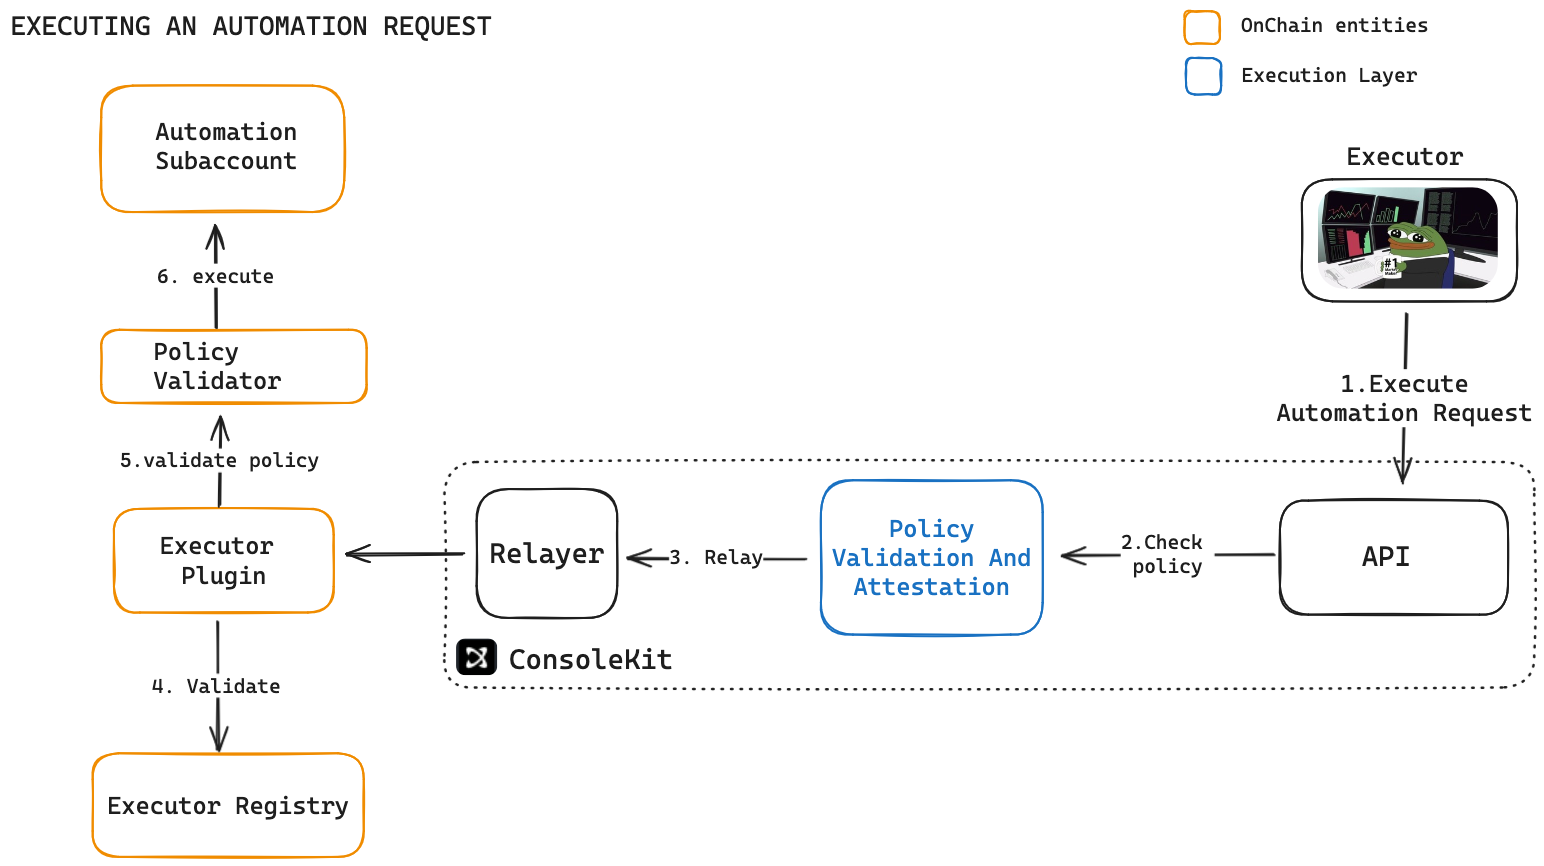 EXECUTING AN AUTOMATION REQUEST
OnChain entities
Execution Layer
Automation
Subaccount
Executor
#1
6. execute
Policy
Validator
1.Execute
Automation Request
5.validate policy
Executor
Plugin
Relayer
3. Relay
Policy
Validation And
Attestation
2.Check
policy
API
ConsoleKit
4. Validate
Executor Registry